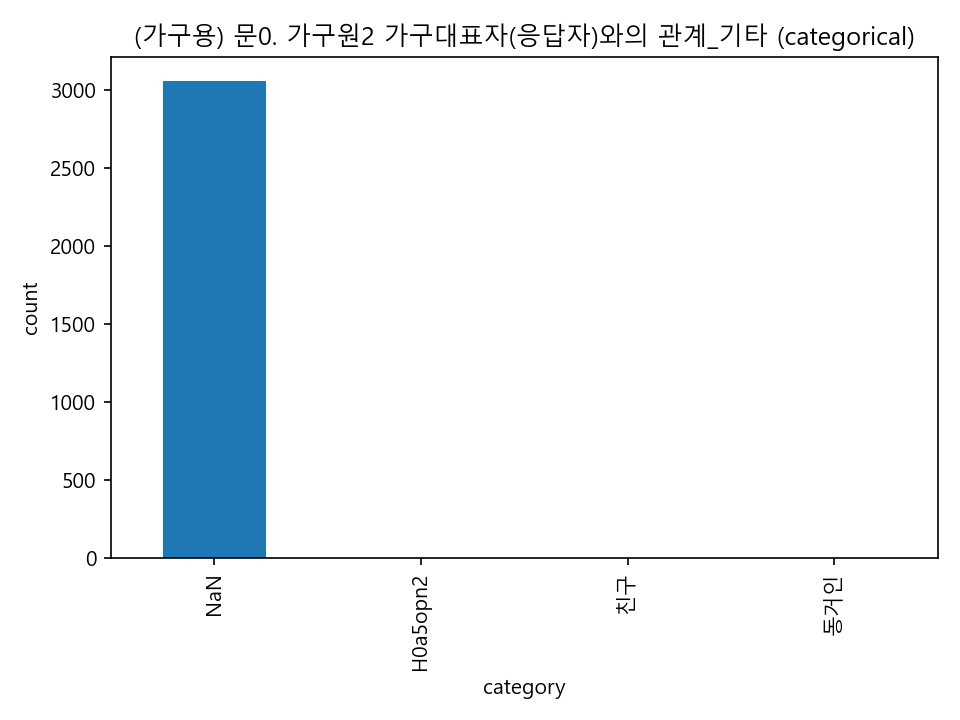 (가구용) 문0. 가구원2 가구대표자(응답자)와의 관계_기타 (categorical)
3000
2500
2000
1500
1000
500
0
count
NaN
H0a5opn2
친구
동거인
category